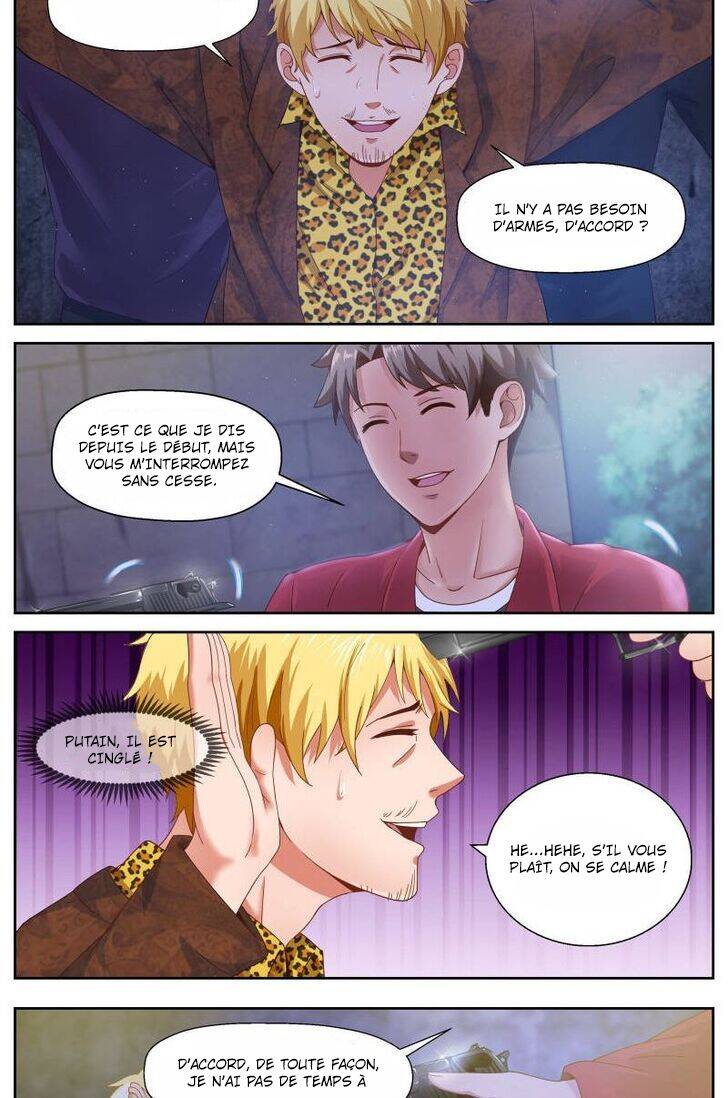 IL N'Y A PAS BESOIN
D'ARMES, D'ACCORD ?
C'EST CE QUE JE DIS
DEPUIS LE DÉBUT, MAIS
VOUS M'INTERROMPEZ
SANS CESSE.
PUTAIN, IL EST
CINGLÉ !
HE...HEHE, S'IL VOUS
PLAÎT, ON SE CALME !
D'ACCORD, DE TOUTE FAÇON,
JE N'AI PAS DE TEMPS À